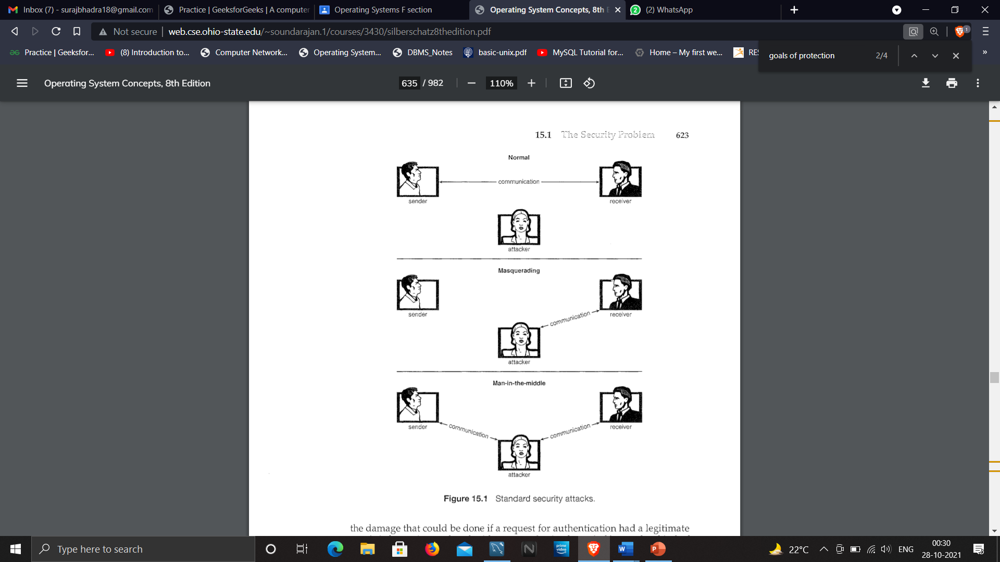 Inbox (7) - surajbhadra18@gmail.com
Practice | GeeksforGeeks | A computer
Operating Systems F section
Operating System Concepts, 8th E
(2) WhatsApp
Not secure
web.cse.ohio-state.edu/~soundarajan.1/courses/3430/silberschatz8thedition.pdf
1
Practice | Geeksfor...
(8) Introduction to...
Computer Network...
Operating System...
DBMS_Notes
basic-unix.pdf
MySQL Tutorial for...
Home – My first we...
RES
»
goals of protection
2/4
Operating System Concepts, 8th Edition
635 / 982
110%
15.1 The Security Problem 623
Normal
communication
sender
receiver
attacker
Masquerading
sender
communication
receiver
attacker
Man-in-the-middle
sender
communication
communication
receiver
attacker
Figure 15.1 Standard security attacks.
the damage that could be done if a request for authentication had a legitimate
Type here to search
prime video
22°C
ENG
00:30
28-10-2021